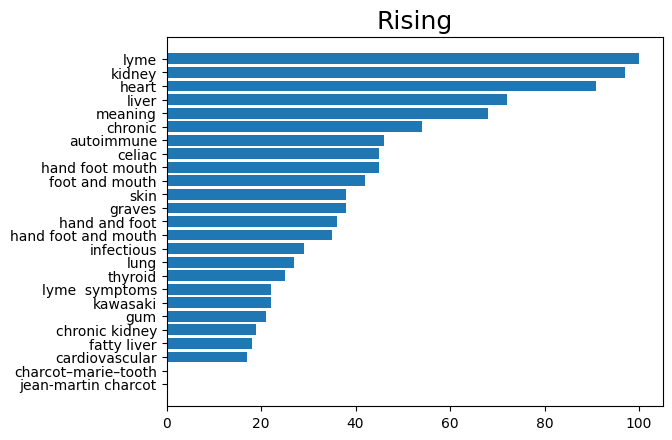 Rising
lyme
kidney
heart
liver
meaning
chronic
autoimmune
celiac
hand foot mouth
foot and mouth
skin
graves
hand and foot
hand foot and mouth
infectious
lung
thyroid
lyme  symptoms
kawasaki
gum
chronic kidney
fatty liver
cardiovascular
charcot–marie–tooth
jean-martin charcot
0 20 40 60 80 100